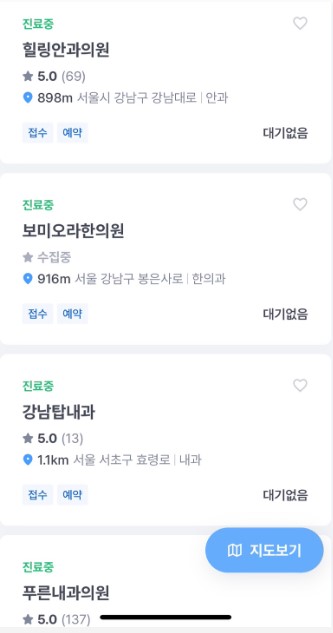 진료중
힐링안과의원
5.0 (69)
898m 서울시 강남구 강남대로 | 안과
접수 예약 대기없음
진료중
보미오라한의원
수집중
916m 서울 강남구 봉은사로 | 한의과
접수 예약 대기없음
진료중
강남탑내과
5.0 (13)
1.1km 서울 서초구 효령로 | 내과
접수 예약 대기없음
지도보기
진료중
푸른내과의원
5.0 (137)